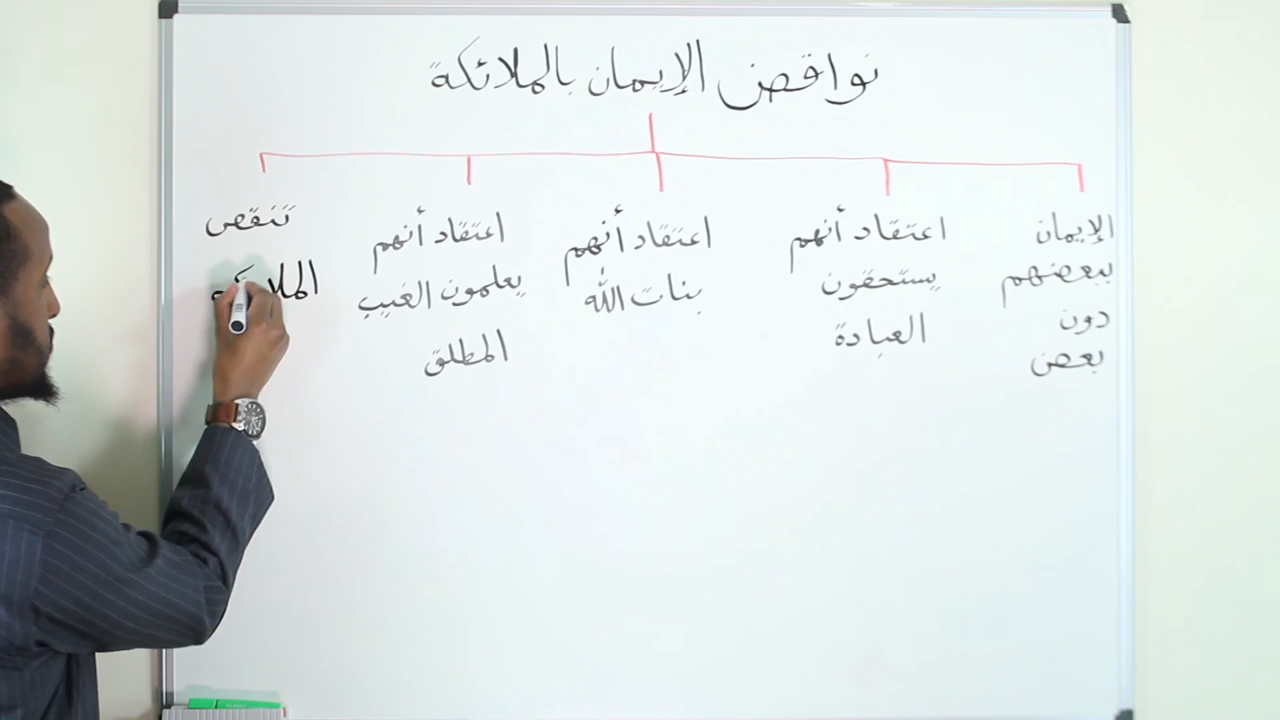 نواقض الإيمان بالملائكة
الإيمان
ببعضهم
دون
بعض
اعتقاد أنهم
يستحقون
العبادة
اعتقاد أنهم
بنات الله
اعتقاد أنهم
يعلمون الغيب
المطلق
تنقص